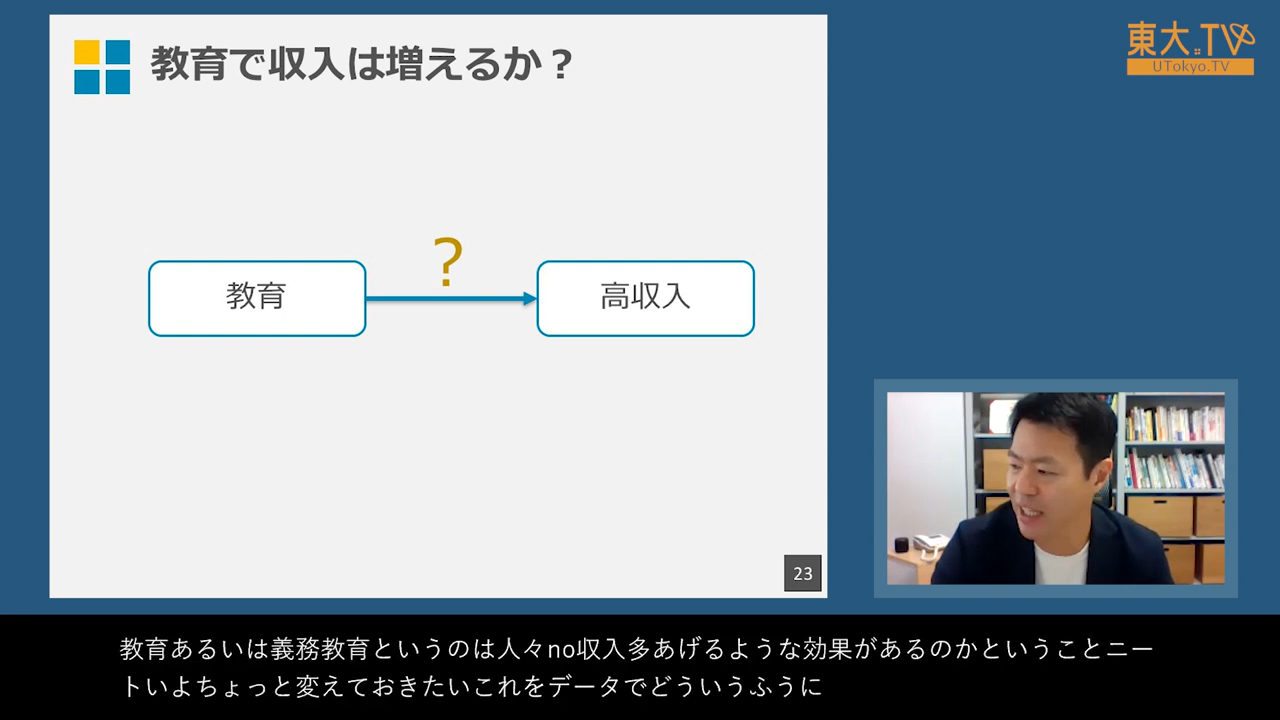 教育で収入は増えるか？
東大.TV
UTokyo.TV
?
教育
高収入
23
教育あるいは義務教育というのは人々no収入多あげるような効果があるのかということニー
トいよちょっと変えておきたいこれをデータでどういうふうに